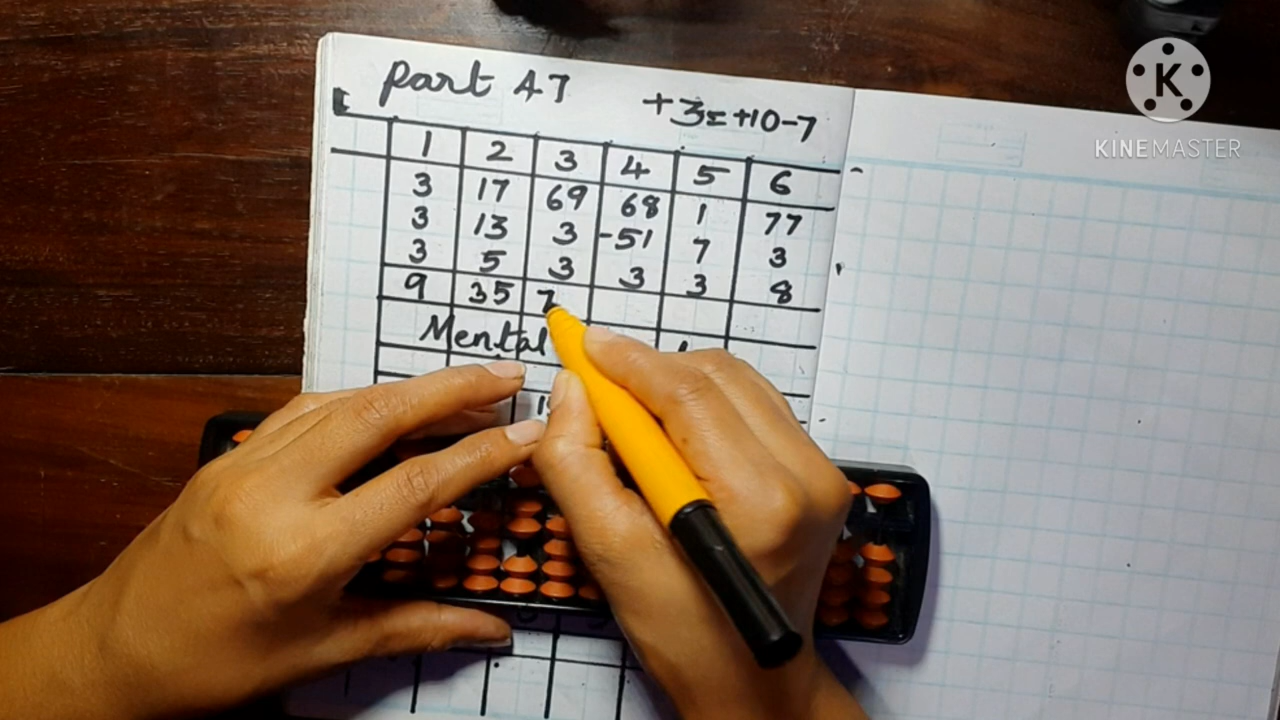 Part 47
+3=+10-7
1 2 3 4 5 6
3 17 69 68 1 77
3 13 3 -51 7 3
3 5 3 3 3 8
9 35 7
Mental
K
KINEMASTER